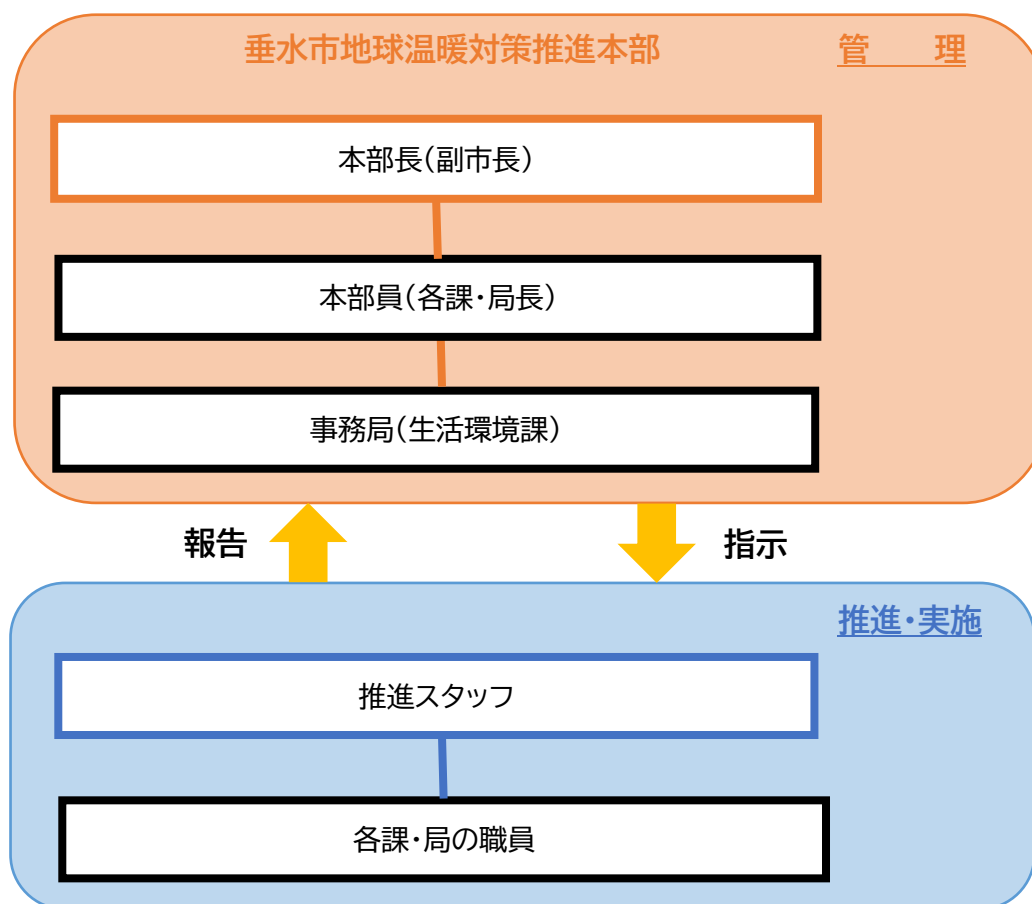 垂水市地球温暖対策推進本部 管　理
本部長(副市長)
本部員(各課・局長)
事務局(生活環境課)
報告 指示
推進・実施
推進スタッフ
各課・局の職員